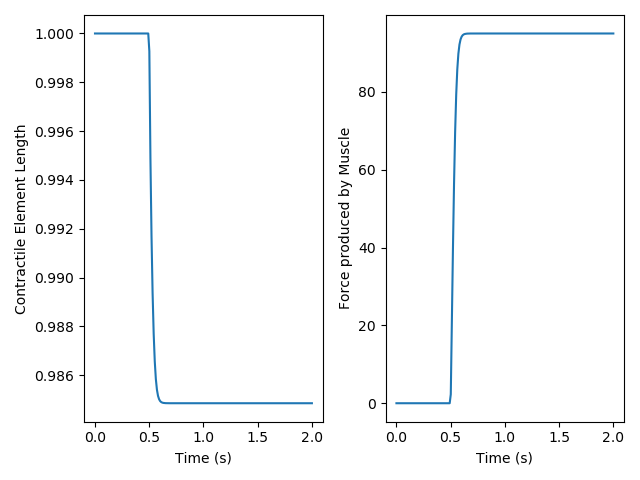 Contractile Element Length
1.000
0.998
0.996
0.994
0.992
0.990
0.988
0.986
0.0 0.5 1.0 1.5 2.0
Time (s)
Force produced by Muscle
80
60
40
20
0
0.0 0.5 1.0 1.5 2.0
Time (s)